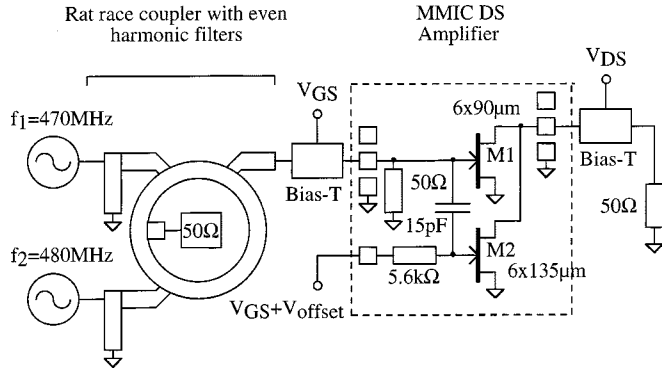 Rat race coupler with even
harmonic filters
MMIC DS
Amplifier
VDS
VGS
6x90µm
f1=470MHz
M1
Bias-T
Bias-T
50Ω
50Ω
15pF
50Ω
f2=480MHz
M2
5.6kΩ
6x135µm
VGS+Voffset